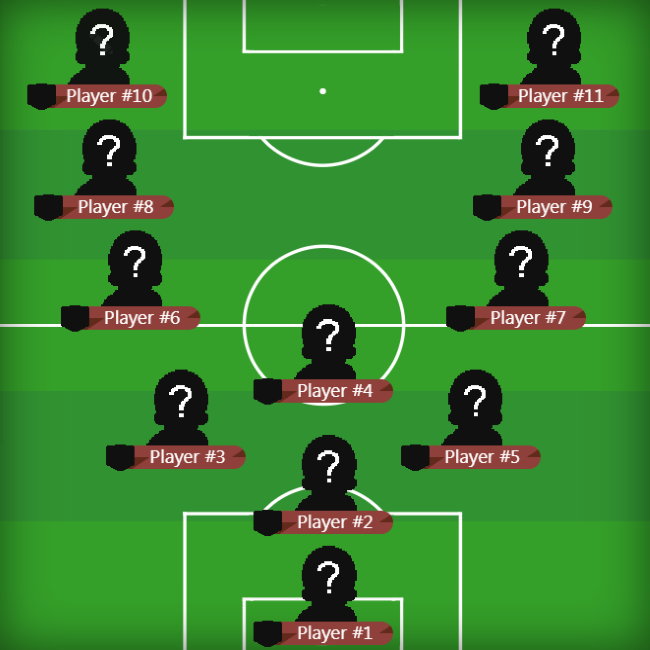 ?
?
Player #10
Player #11
?
?
Player #8
Player #9
?
?
Player #6
Player #7
?
Player #4
?
?
Player #3
Player #5
?
Player #2
?
Player #1